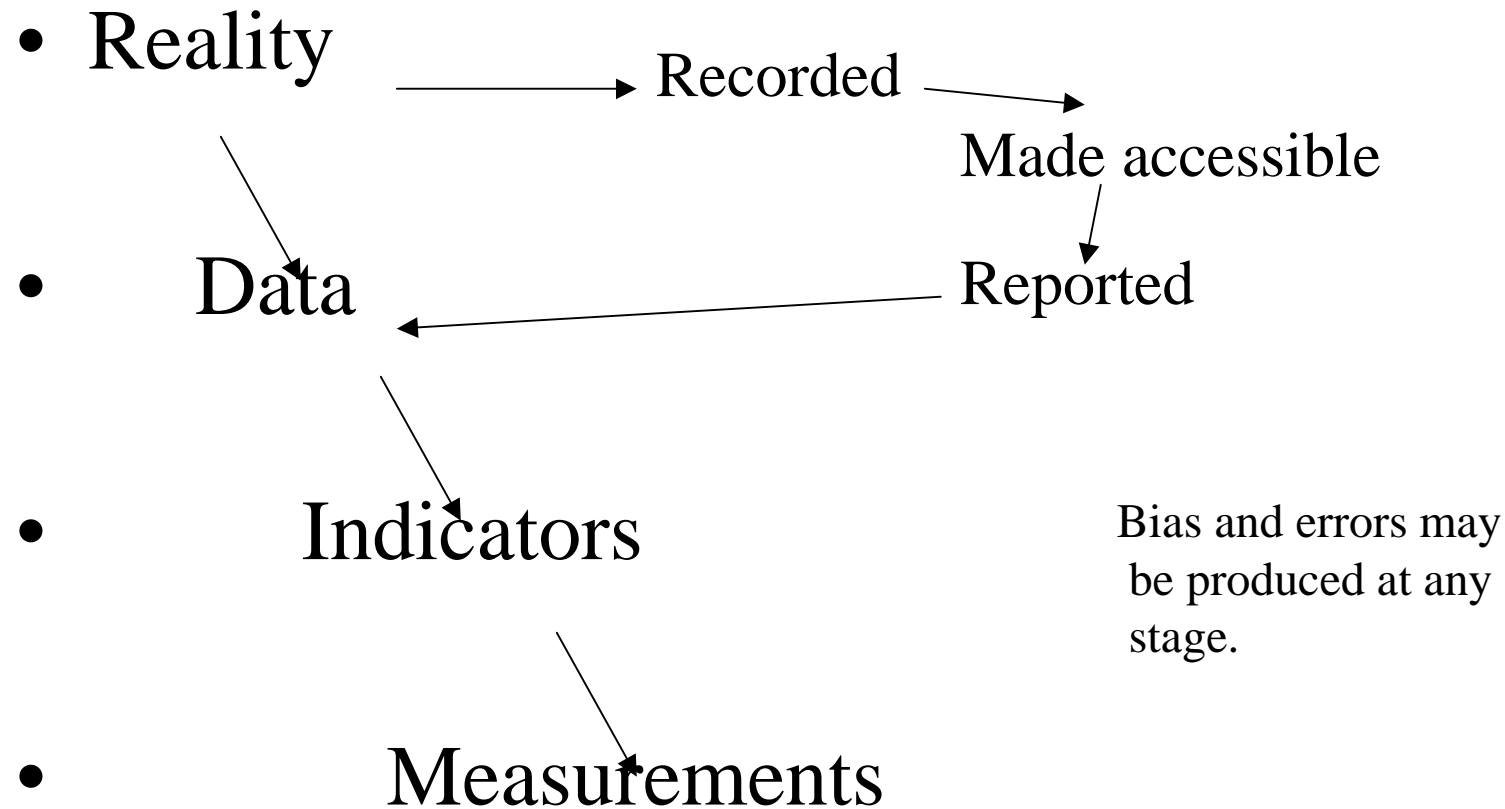 • Reality
Recorded
Made accessible
• Data
Reported
• Indicators
Bias and errors may
be produced at any
stage.
• Measurements